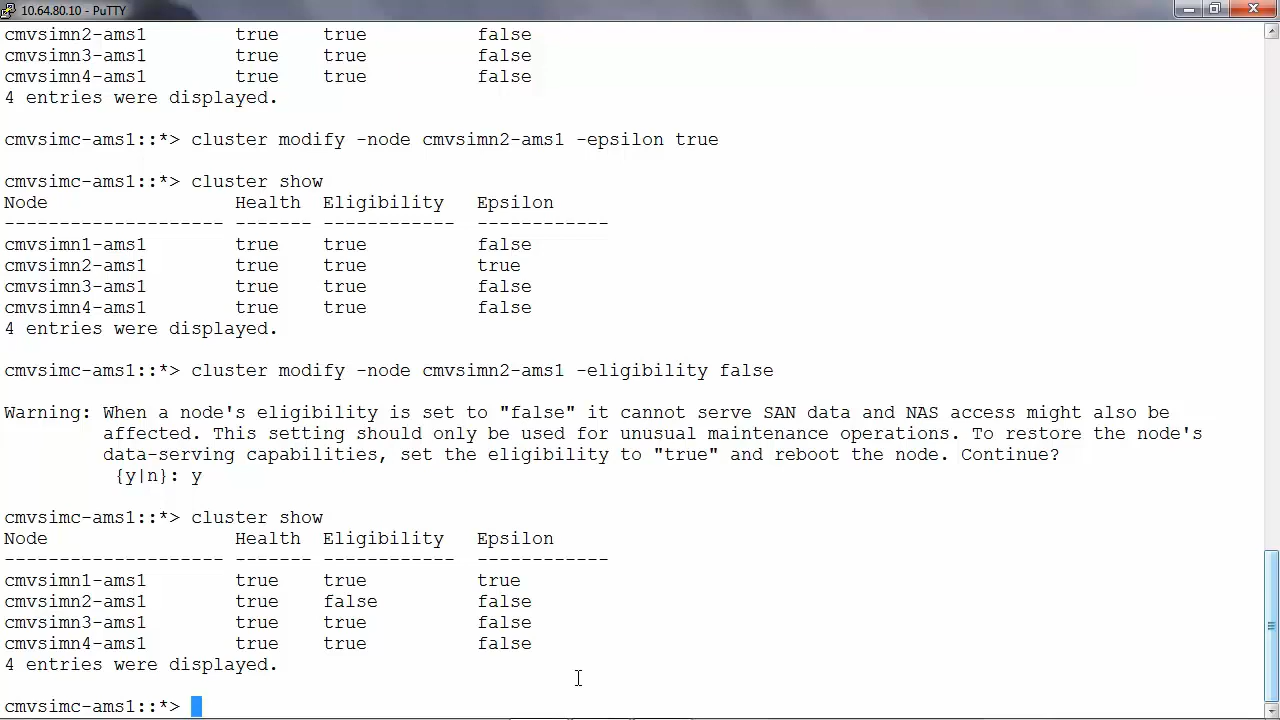 10.64.80.10 - PuTTY
cmvsimn2-ams1        true    true          false
cmvsimn3-ams1        true    true          false
cmvsimn4-ams1        true    true          false
4 entries were displayed.
cmvsimc-ams1::*> cluster modify -node cmvsimn2-ams1 -epsilon true
cmvsimc-ams1::*> cluster show
Node                 Health  Eligibility   Epsilon
-------------------- ------- ------------  ------------
cmvsimn1-ams1        true    true          false
cmvsimn2-ams1        true    true          true
cmvsimn3-ams1        true    true          false
cmvsimn4-ams1        true    true          false
4 entries were displayed.
cmvsimc-ams1::*> cluster modify -node cmvsimn2-ams1 -eligibility false
Warning: When a node's eligibility is set to "false" it cannot serve SAN data and NAS access might also be
         affected. This setting should only be used for unusual maintenance operations. To restore the node's
         data-serving capabilities, set the eligibility to "true" and reboot the node. Continue?
          {y|n}: y
cmvsimc-ams1::*> cluster show
Node                 Health  Eligibility   Epsilon
-------------------- ------- ------------  ------------
cmvsimn1-ams1        true    true          true
cmvsimn2-ams1        true    false         false
cmvsimn3-ams1        true    true          false
cmvsimn4-ams1        true    true          false
4 entries were displayed.
cmvsimc-ams1::*>